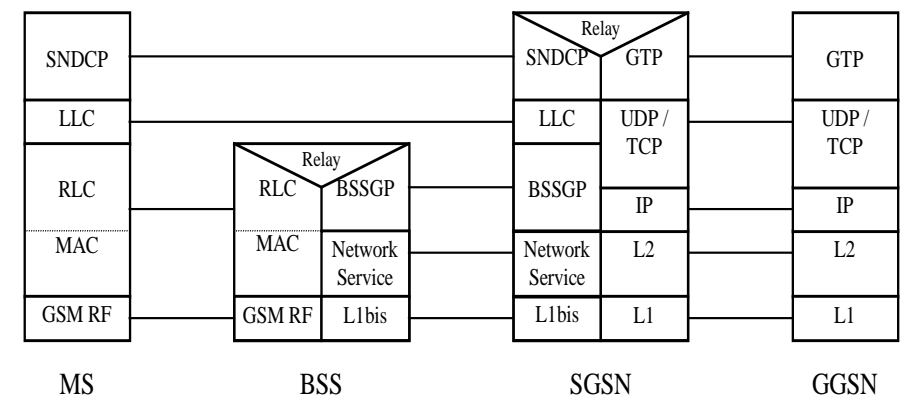 Relay
SNDCP
SNDCP GTP
GTP
LLC
LLC
UDP /
TCP
UDP /
TCP
Relay
RLC
RLC BSSGP
BSSGP
IP
IP
MAC
MAC
Network
Service
Network
Service
L2
L2
GSM RF
GSM RF L1bis
L1bis L1
L1
MS BSS SGSN GGSN